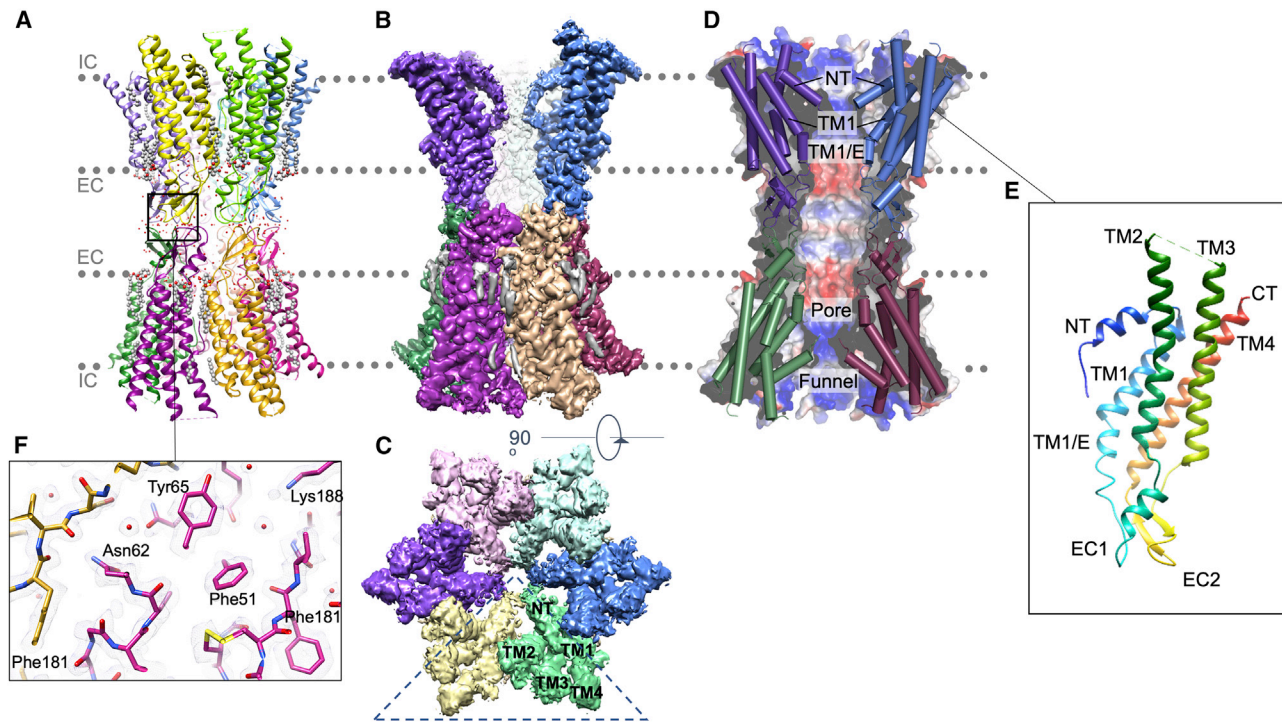 A
B
D
IC
EC
EC
IC
NT
TM1
TM1/E
Pore
Funnel
E
TM2
TM3
CT
NT
TM4
TM1
TM1/E
EC1
EC2
F
Tyr65
Lys188
Asn62
Phe51
Phe181
Phe181
C
90
o
NT
TM2
TM1
TM3
TM4